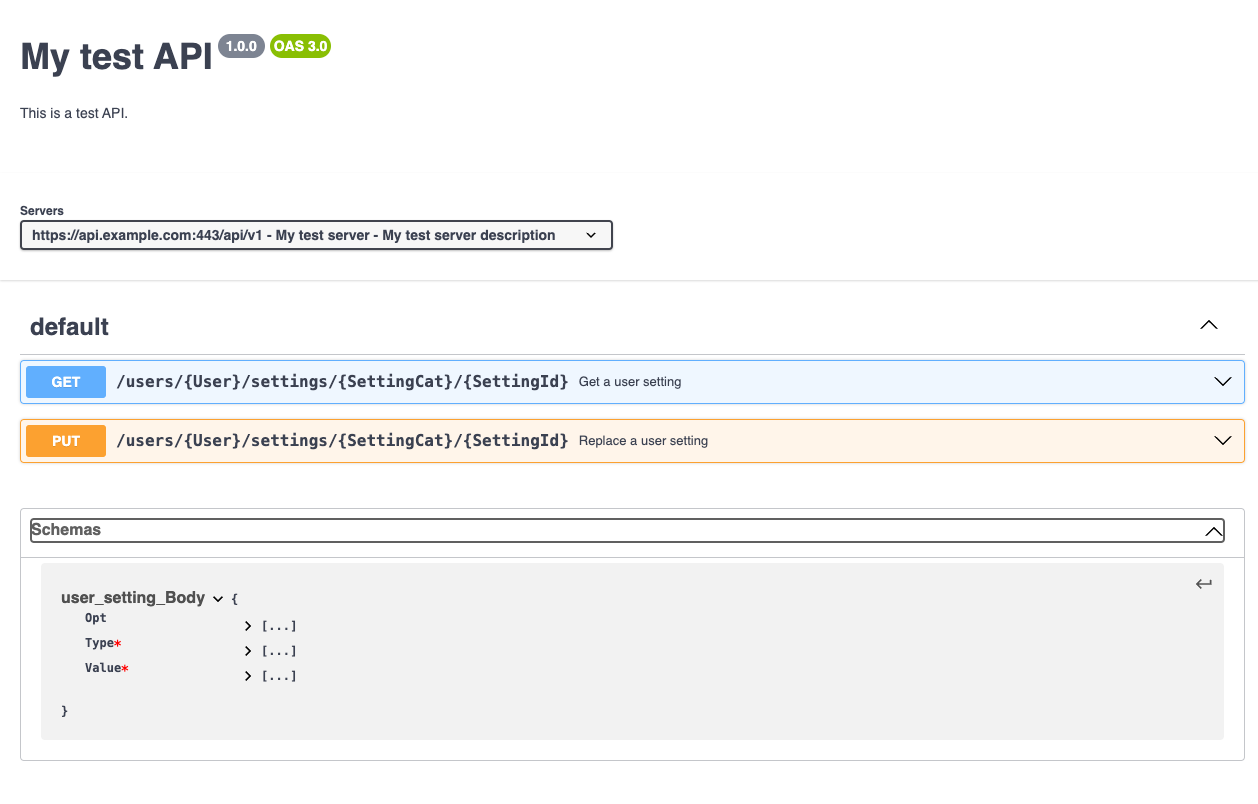 My test API 1.0.0 OAS 3.0
This is a test API.
Servers
https://api.example.com:443/api/v1 - My test server - My test server description
default
GET /users/{User}/settings/{SettingCat}/{SettingId} Get a user setting
PUT /users/{User}/settings/{SettingCat}/{SettingId} Replace a user setting
Schemas
user_setting_Body {
Opt [...]
Type* [...]
Value* [...]
}